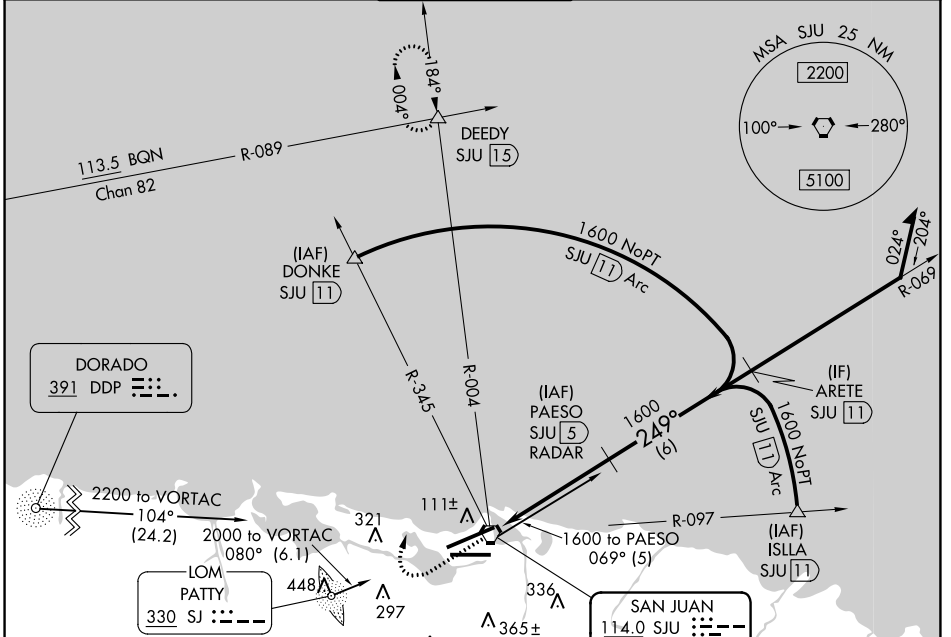 MSA SJU 25 NM
2200
100°
280°
5100
184°
004°
DEEDY
SJU 15
113.5 BQN
Chan 82
R-089
(IAF)
DONKE
SJU 11
1600 NoPT
SJU 11 Arc
024°
204°
R-069
DORADO
391 DDP
R-345
R-004
(IAF)
PAESO
SJU 5
RADAR
1600
249°
(6)
(IF)
ARETE
SJU 11
1600 NoPT
SJU 11 Arc
2200 to VORTAC
104°
(24.2)
2000 to VORTAC
080° (6.1)
321
111±
1600 to PAESO
069° (5)
R-097
(IAF)
ISLLA
SJU 11
LOM
PATTY
330 SJ
448
297
336
365±
SAN JUAN
114.0 SJU